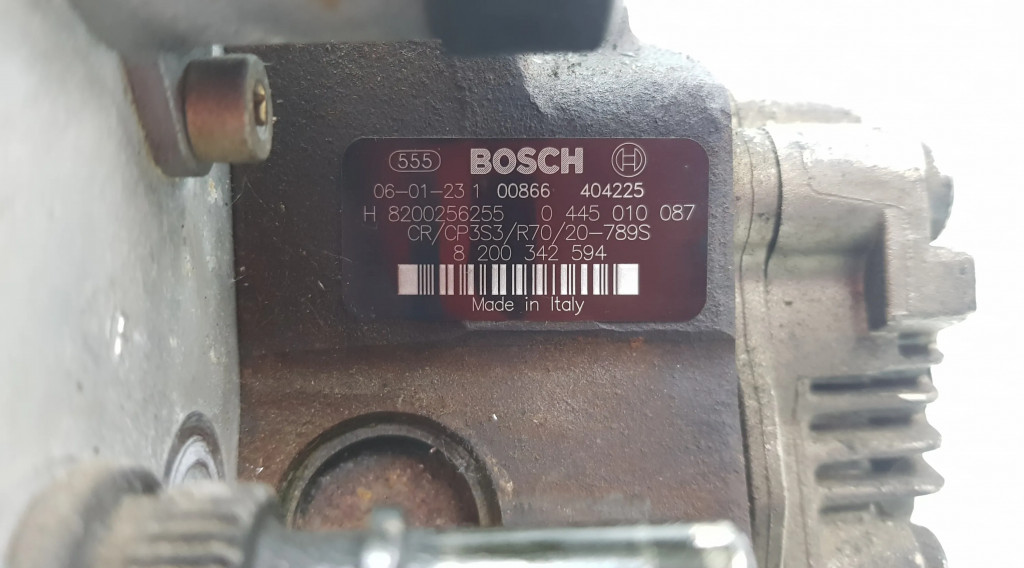 555 BOSCH H
06-01-23 1 00866 404225
H 8200256255 0 445 010 087
CR/CP3S3/R70/20-789S
8 200 342 594
Made in Italy